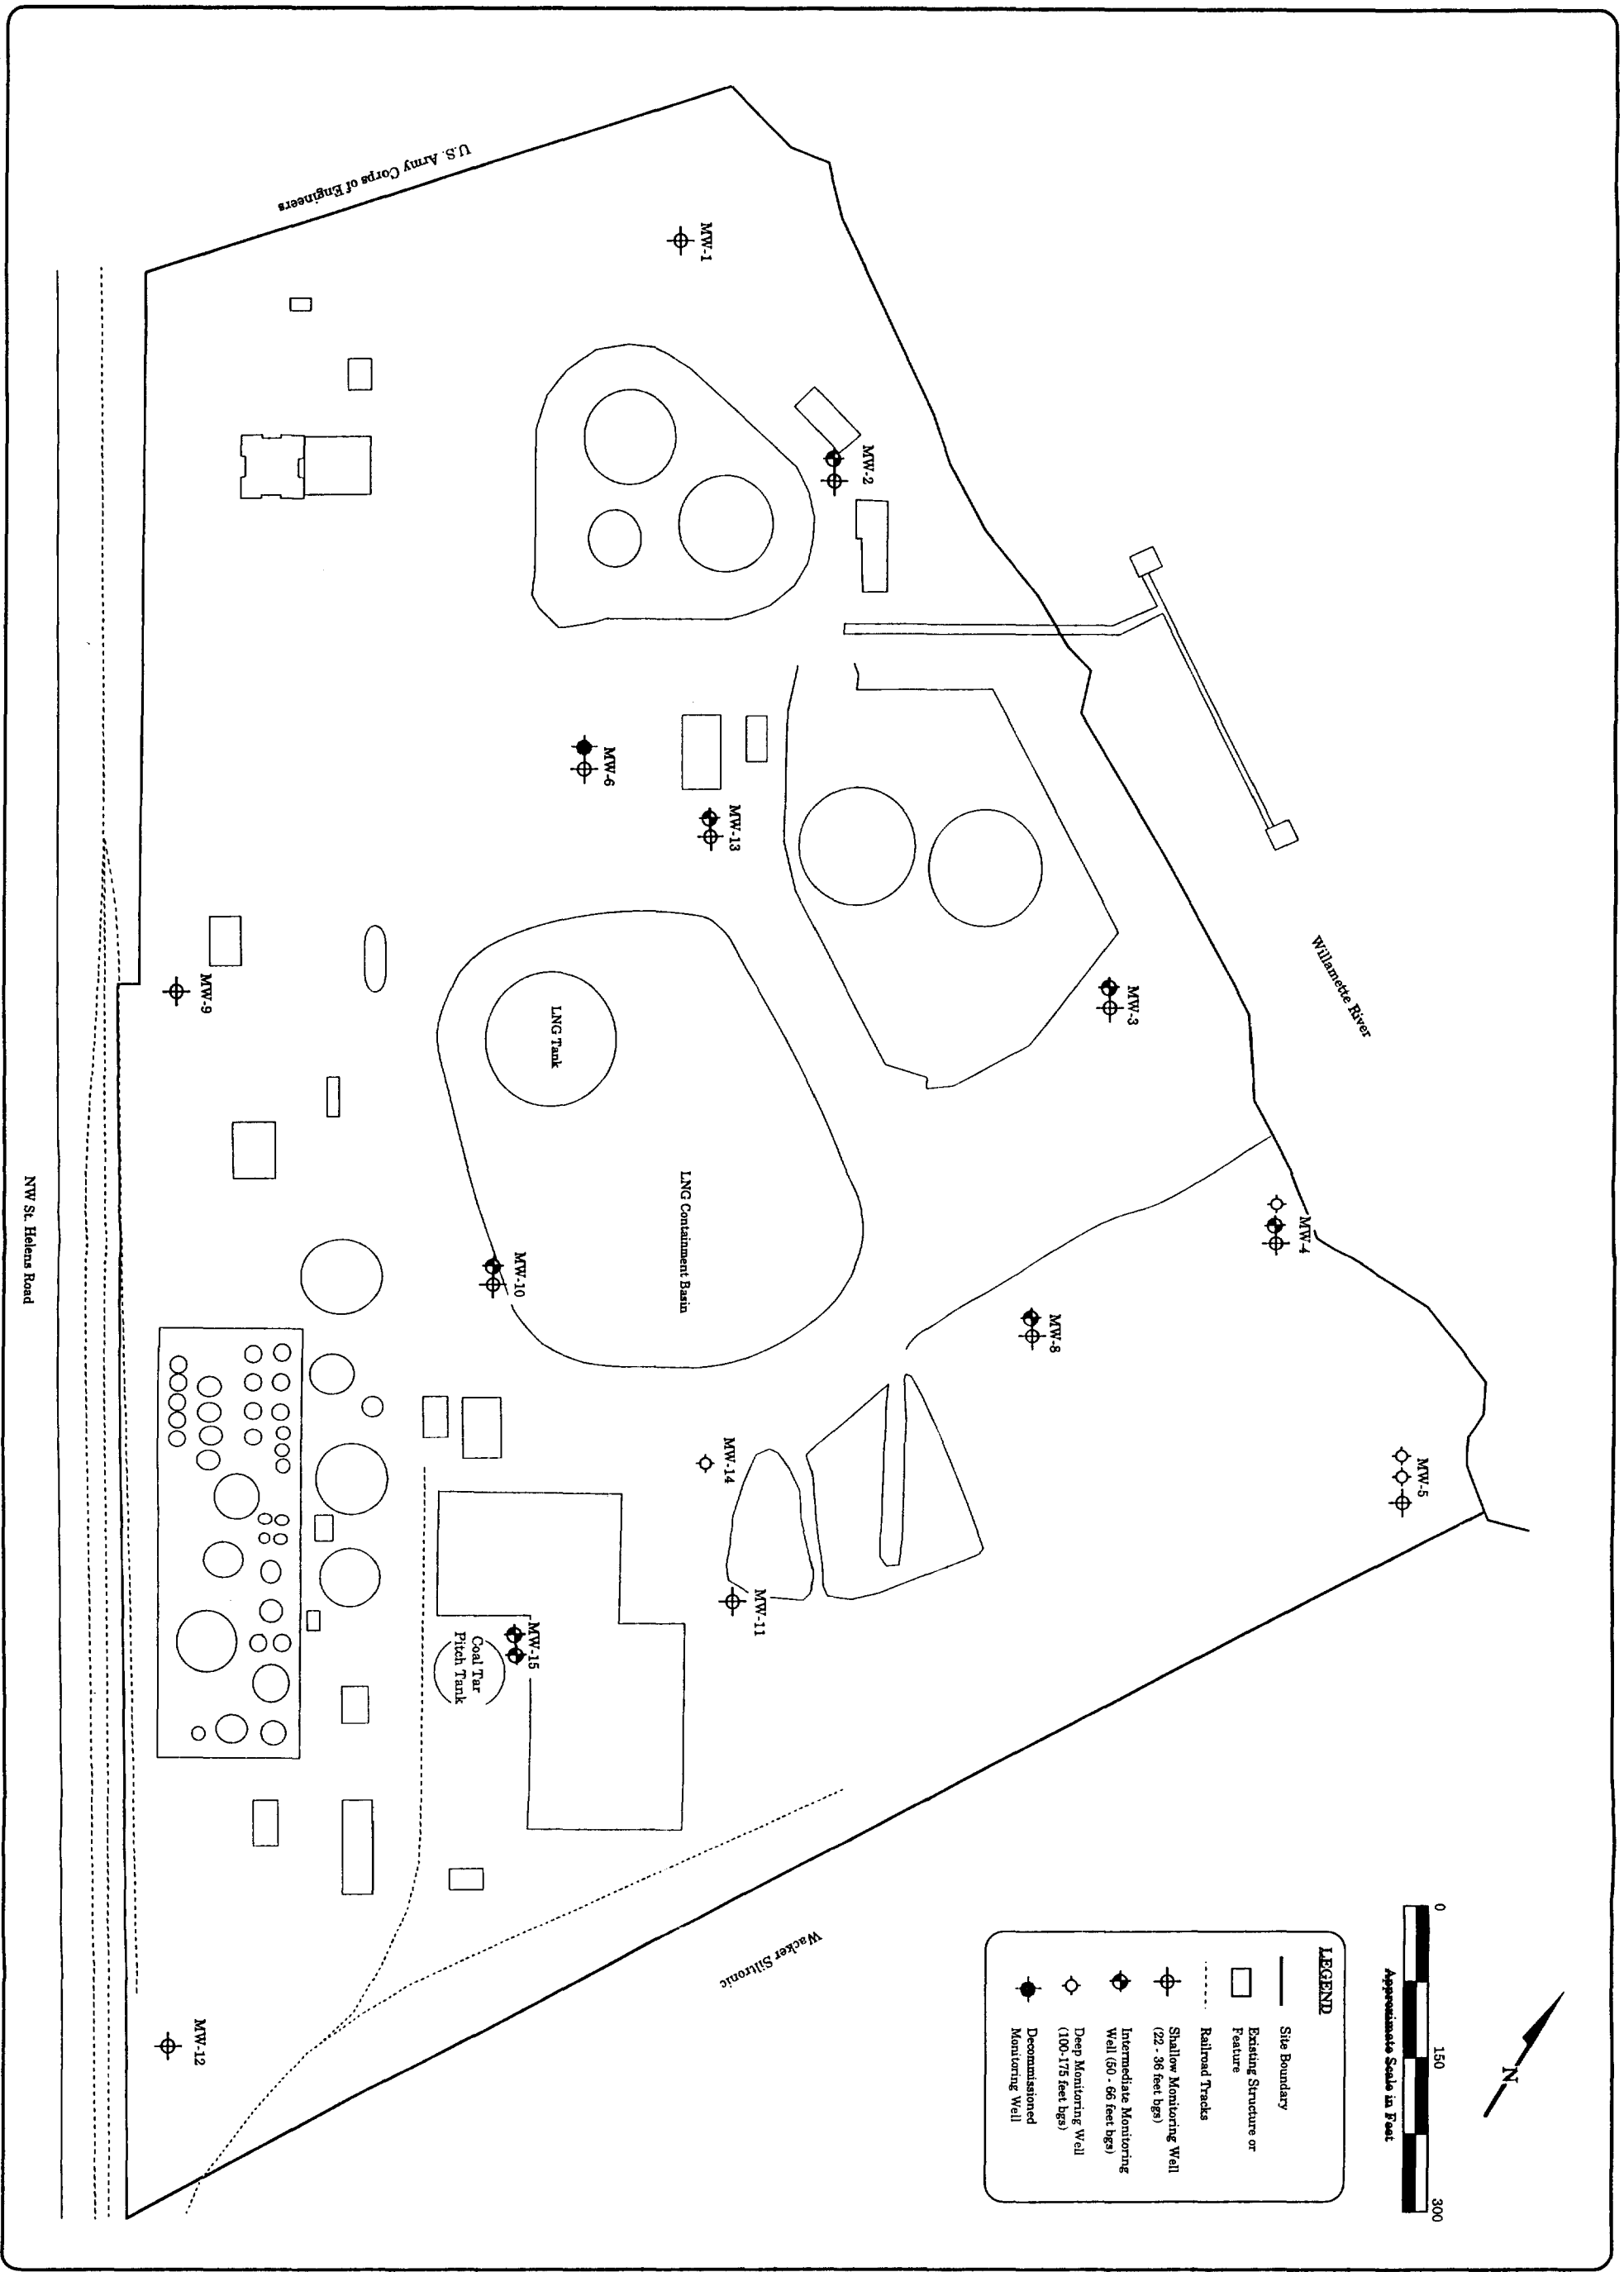 U.S. Army Corps of Engineers
MW-1
MW-2
MW-6
MW-13
MW-3
Willamette River
MW-9
LNG Tank
LNG Containment Basin
MW-10
MW-4
MW-8
MW-5
MW-14
MW-11
MW-15
Coal Tar
Pitch Tank
NW St. Helens Road
Wacker Siltronic
MW-12
0
150
300
Approximate Scale in Feet
N
LEGEND
Site Boundary
Existing Structure or
Feature
Railroad Tracks
Shallow Monitoring Well
(22 - 36 feet bgs)
Intermediate Monitoring
Well (50 - 66 feet bgs)
Deep Monitoring Well
(100-175 feet bgs)
Decommissioned
Monitoring Well